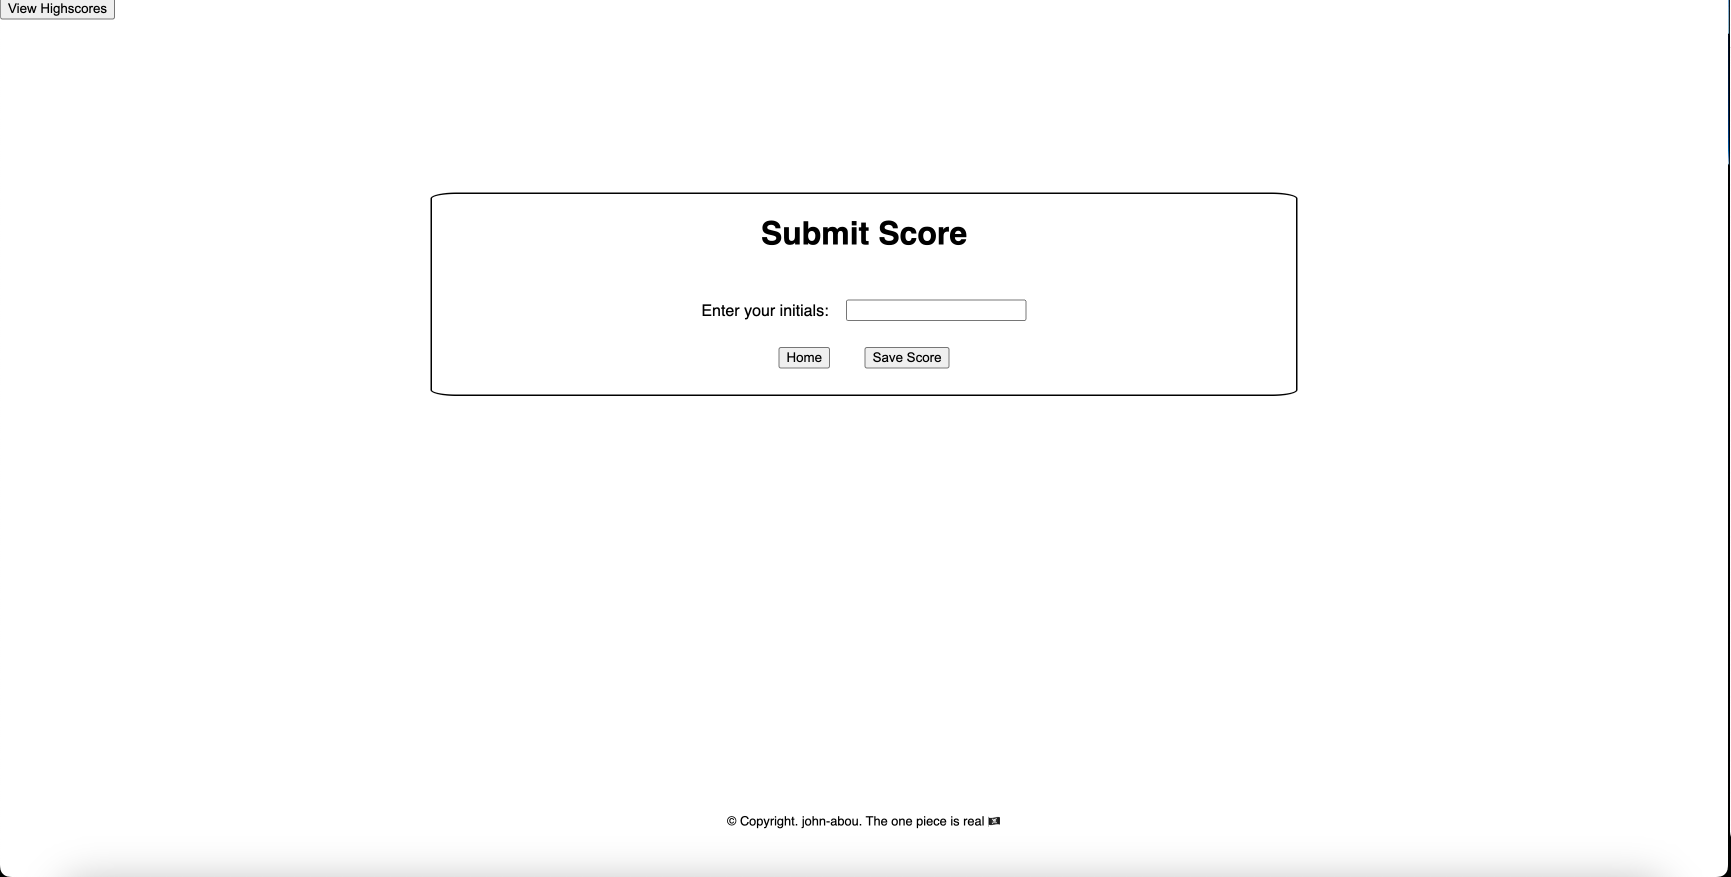 View Highscores
Submit Score
Enter your initials:
Home Save Score
© Copyright. john-abou. The one piece is real 🏴‍☠️